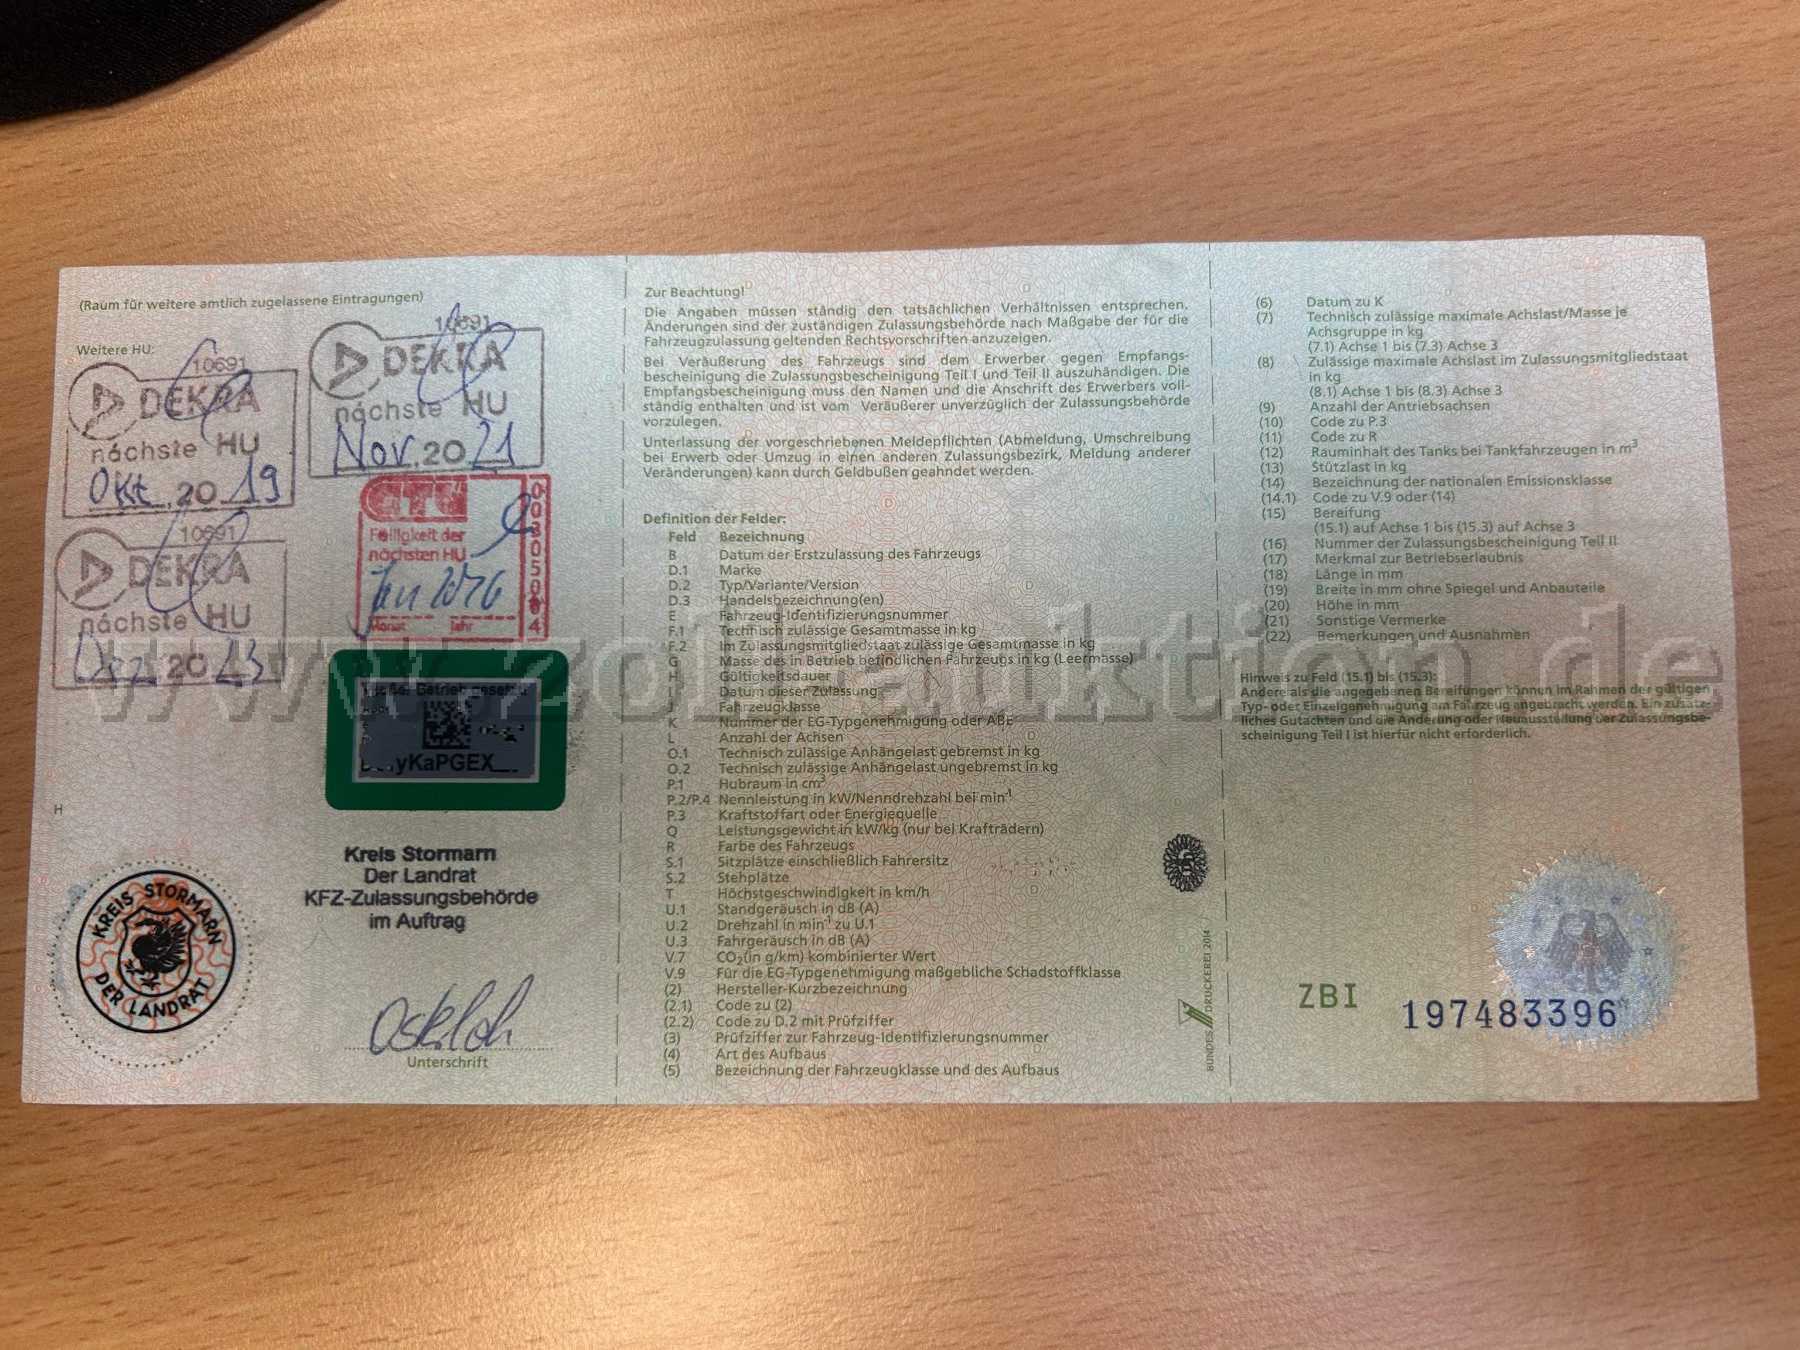 (Raum für weitere amtlich zugelassene Eintragungen)
Weitere HU:
10691
DEKRA
nächste HU
Okt. 2019
10691
DEKRA
nächste HU
Nov. 2021
10691
DEKRA
nächste HU
Dez 2023
GTÜ
Fälligkeit der
nächsten HU
Jan 2026
Monat Jahr
KaPGEX
H
KREIS STORMARN
DER LANDRAT
Kreis Stormarn
Der Landrat
KFZ-Zulassungsbehörde
im Auftrag
Unterschrift
Zur Beachtung!
Die Angaben müssen ständig den tatsächlichen Verhältnissen entsprechen.
Änderungen sind der zuständigen Zulassungsbehörde nach Maßgabe der für die
Fahrzeugzulassung geltenden Rechtsvorschriften anzuzeigen.
Bei Veräußerung des Fahrzeugs sind dem Erwerber gegen Empfangs-
bescheinigung die Zulassungsbescheinigung Teil I und Teil II auszuhändigen. Die
Empfangsbescheinigung muss den Namen und die Anschrift des Erwerbers voll-
ständig enthalten und ist vom Veräußerer unverzüglich der Zulassungsbehörde
vorzulegen.
Unterlassung der vorgeschriebenen Meldepflichten (Abmeldung, Umschreibung
bei Erwerb oder Umzug in einen anderen Zulassungsbezirk, Meldung anderer
Veränderungen) kann durch Geldbußen geahndet werden.
Definition der Felder:
Feld Bezeichnung
B Datum der Erstzulassung des Fahrzeugs
D.1 Marke
D.2 Typ/Variante/Version
D.3 Handelsbezeichnung(en)
E Fahrzeug-Identifizierungsnummer
F.1 Technisch zulässige Gesamtmasse in kg
F.2 Im Zulassungsmitgliedstaat zulässige Gesamtmasse in kg
G Masse des in Betrieb befindlichen Fahrzeugs in kg (Leermasse)
H Gültigkeitsdauer
I Datum dieser Zulassung
J Fahrzeugklasse
K Nummer der EG-Typgenehmigung oder ABE
L Anzahl der Achsen
O.1 Technisch zulässige Anhängelast gebremst in kg
O.2 Technisch zulässige Anhängelast ungebremst in kg
P.1 Hubraum in cm³
P.2/P.4 Nennleistung in kW/Nenndrehzahl bei min⁻¹
P.3 Kraftstoffart oder Energiequelle
Q Leistungsgewicht in kW/kg (nur bei Krafträdern)
R Farbe des Fahrzeugs
S.1 Sitzplätze einschließlich Fahrersitz
S.2 Stehplätze
T Höchstgeschwindigkeit in km/h
U.1 Standgeräusch in dB (A)
U.2 Drehzahl in min⁻¹ zu U.1
U.3 Fahrgeräusch in dB (A)
V.7 CO₂(in g/km) kombinierter Wert
V.9 Für die EG-Typgenehmigung maßgebliche Schadstoffklasse
(2) Hersteller-Kurzbezeichnung
(2.1) Code zu (2)
(2.2) Code zu D.2 mit Prüfziffer
(3) Prüfziffer zur Fahrzeug-Identifizierungsnummer
(4) Art des Aufbaus
(5) Bezeichnung der Fahrzeugklasse und des Aufbaus
BUNDESDRUCKEREI 2014
(6) Datum zu K
(7) Technisch zulässige maximale Achslast/Masse je
Achsgruppe in kg
(7.1) Achse 1 bis (7.3) Achse 3
(8) Zulässige maximale Achslast im Zulassungsmitgliedstaat
in kg
(8.1) Achse 1 bis (8.3) Achse 3
(9) Anzahl der Antriebsachsen
(10) Code zu P.3
(11) Code zu R
(12) Rauminhalt des Tanks bei Tankfahrzeugen in m³
(13) Stützlast in kg
(14) Bezeichnung der nationalen Emissionsklasse
(14.1) Code zu V.9 oder (14)
(15) Bereifung
(15.1) auf Achse 1 bis (15.3) auf Achse 3
(16) Nummer der Zulassungsbescheinigung Teil II
(17) Merkmal zur Betriebserlaubnis
(18) Länge in mm
(19) Breite in mm ohne Spiegel und Anbauteile
(20) Höhe in mm
(21) Sonstige Vermerke
(22) Bemerkungen und Ausnahmen
Hinweis zu Feld (15.1) bis (15.3):
Andere als die angegebenen Bereifungen können im Rahmen der gültigen
Typ- oder Einzelgenehmigung am Fahrzeug angebracht werden. Ein zusätz-
liches Gutachten und die Änderung oder Neuausstellung der Zulassungsbe-
scheinigung Teil I ist hierfür nicht erforderlich.
ZBI 197483396
www.zoll-auktion.de